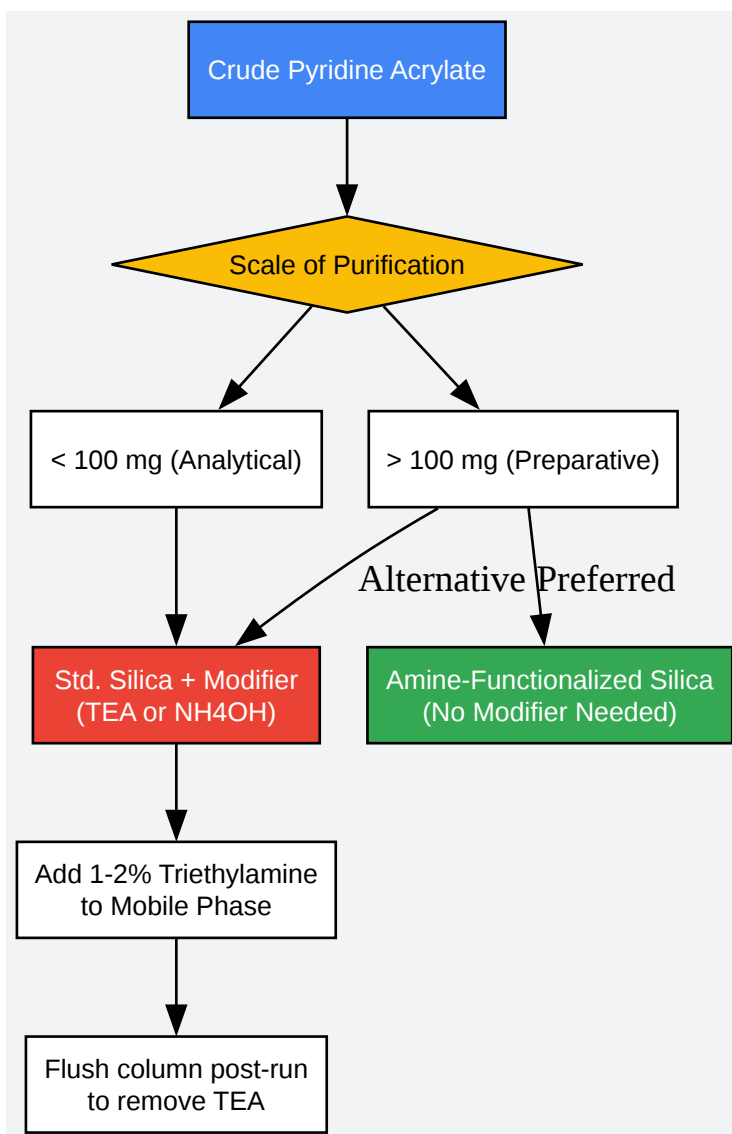 Crude Pyridine Acrylate
Scale of Purification
< 100 mg (Analytical)
> 100 mg (Preparative)
Alternative
Preferred
Std. Silica + Modifier
(TEA or NH4OH)
Amine-Functionalized Silica
(No Modifier Needed)
Add 1-2% Triethylamine
to Mobile Phase
Flush column post-run
to remove TEA